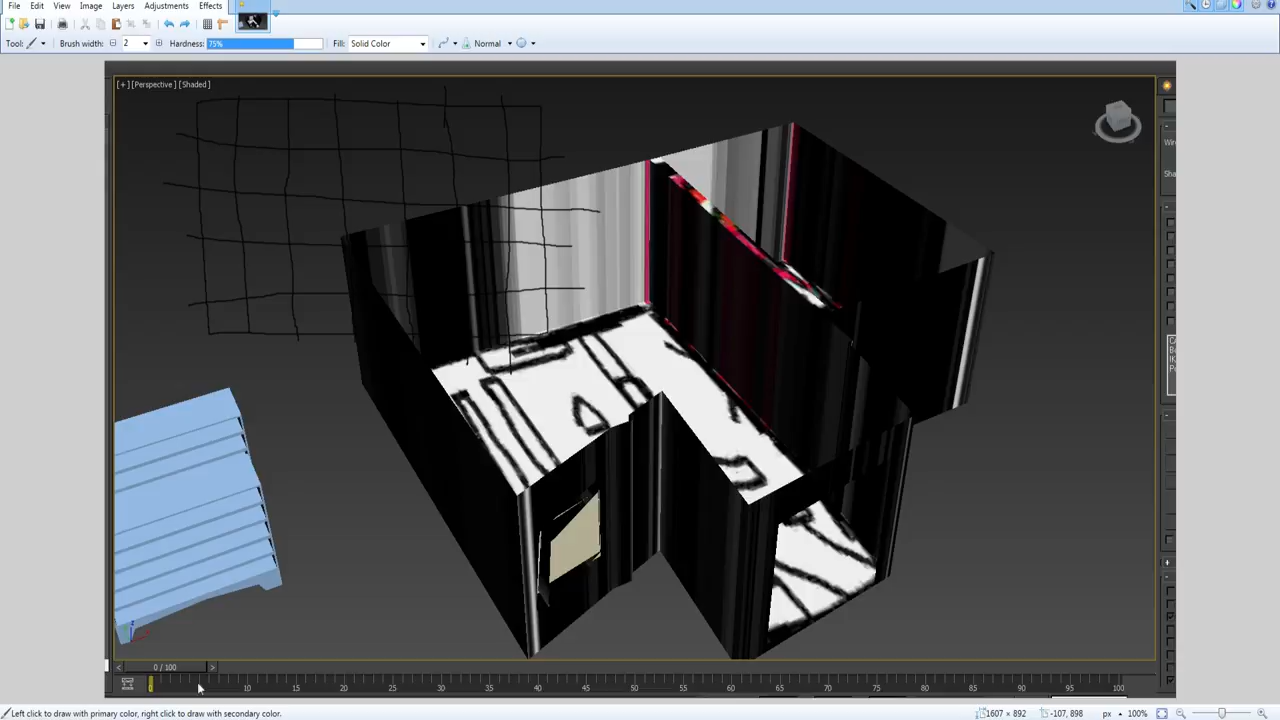 File Edit View Image Layers Adjustments Effects
Tool: Brush width: 2 Hardness: 75% Fill: Solid Color Normal
[+] [Perspective] [Shaded]
Wire
Sha
0 / 100
0 10 15 20 25 30 35 40 45 50 55 60 65 70 75 80 85 90 95 100
Left click to draw with primary color, right click to draw with secondary color. 1607 × 892 -107, 898 px 100%